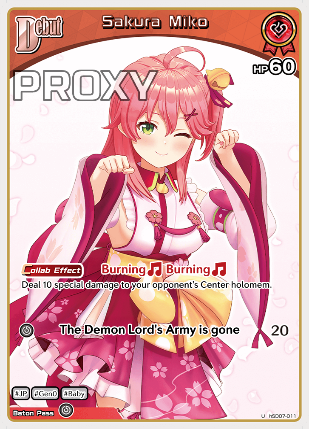 Debut
Sakura Miko
HP60
PROXY
Collab Effect
Burning🎵 Burning🎵
Deal 10 special damage to your opponent's Center holomem.
The Demon Lord's Army is gone 20
#JP #Gen0 #Baby
Baton Pass
U hSD07-011